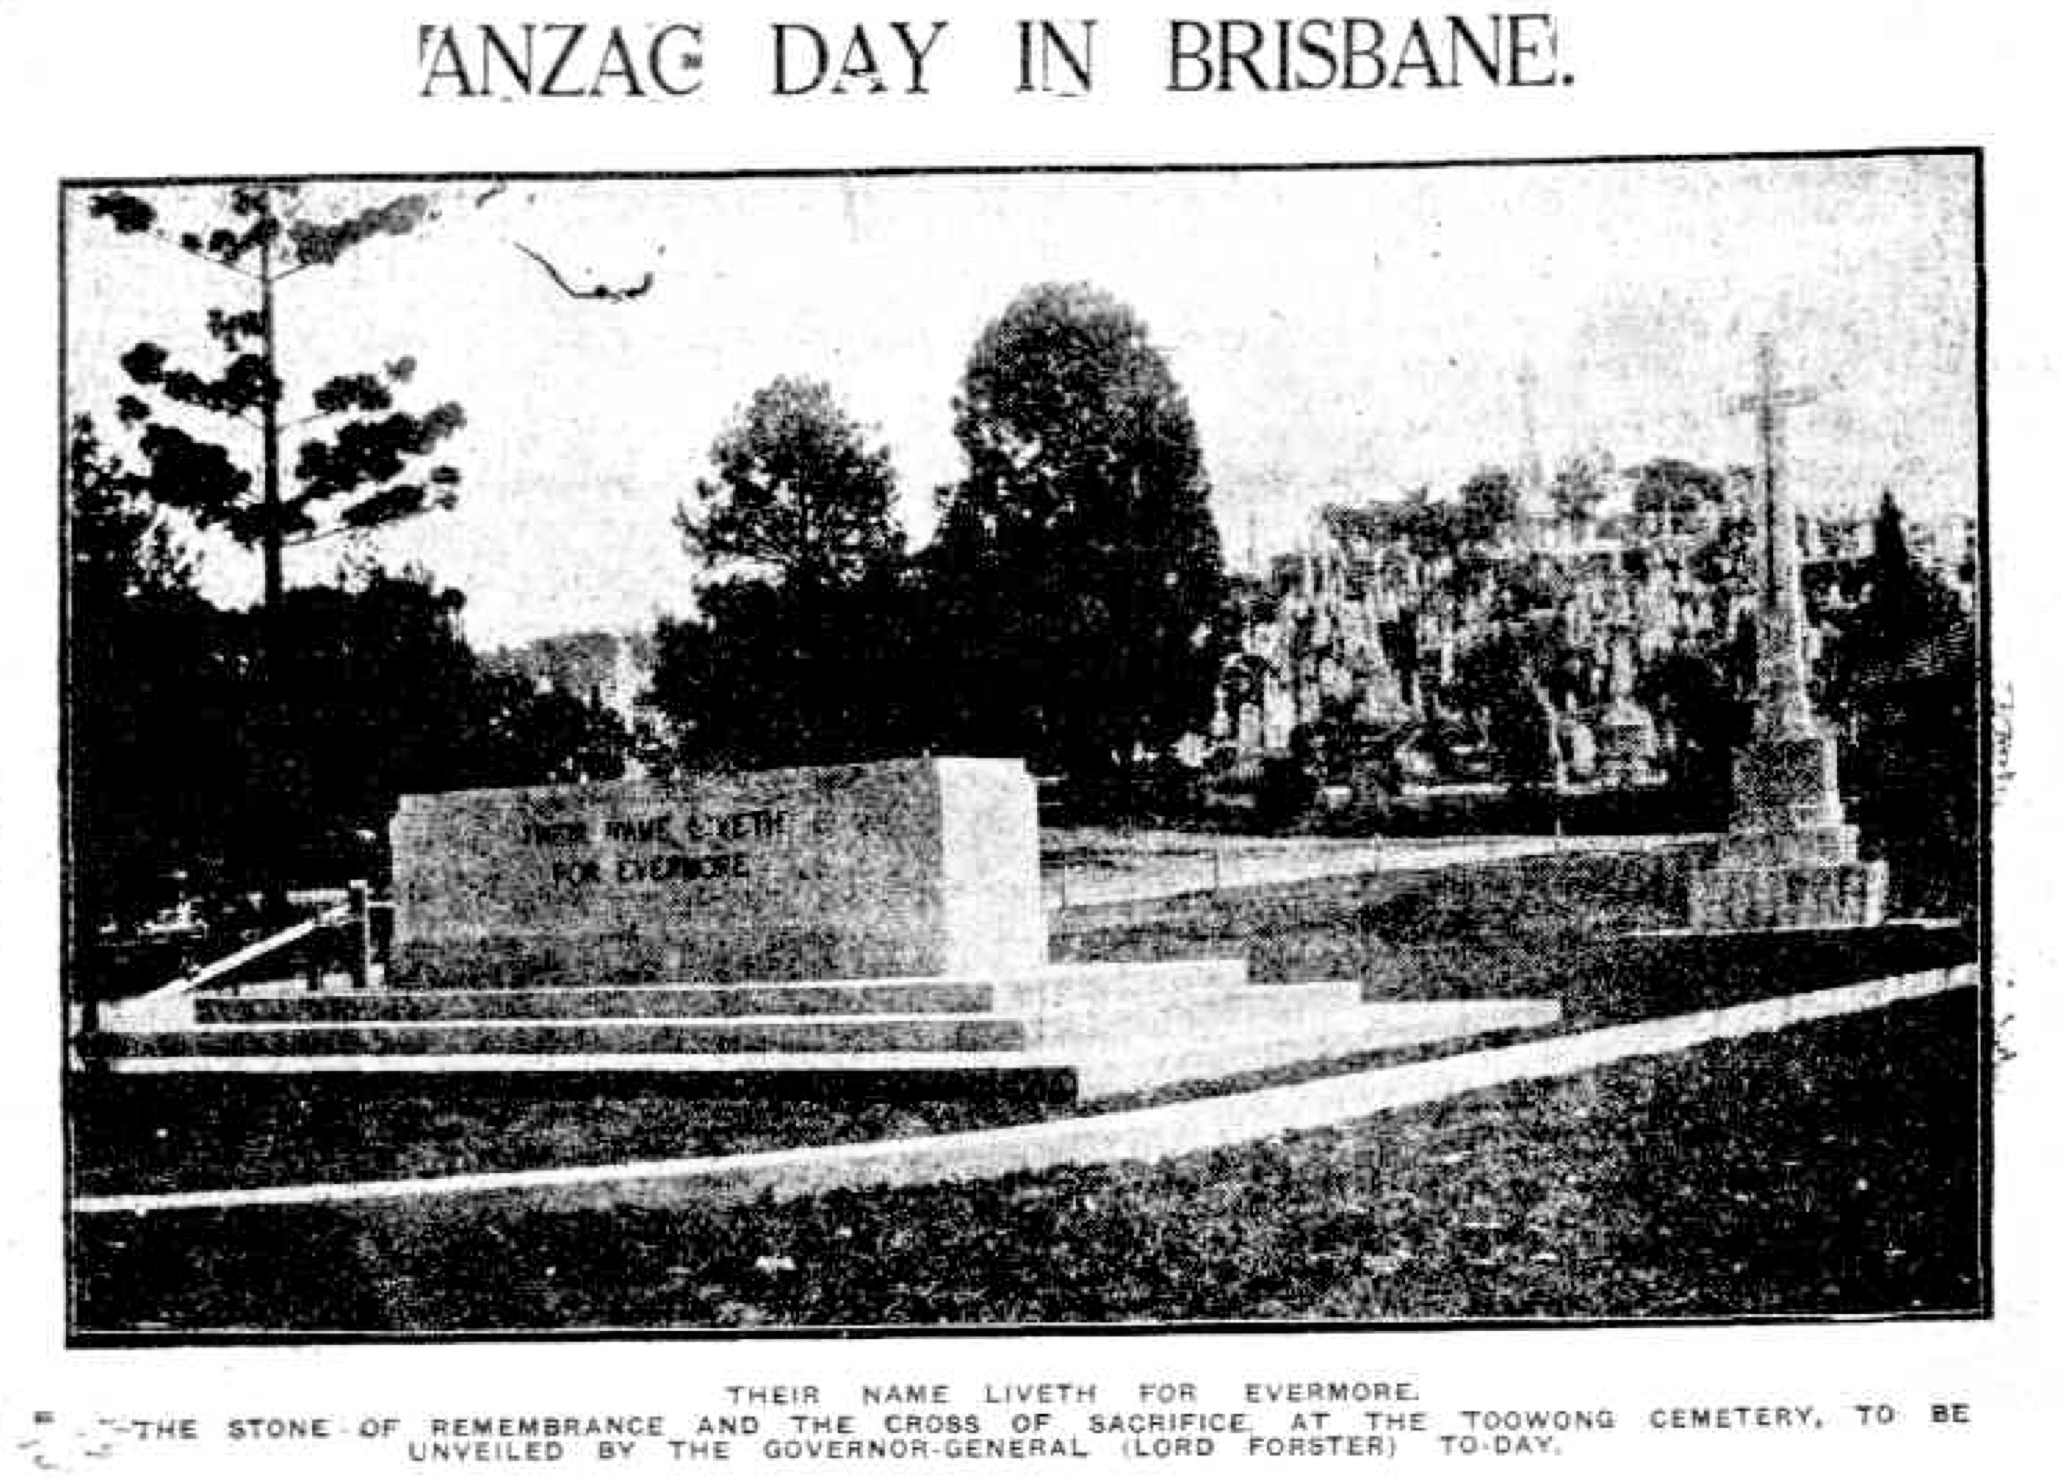 ANZAC DAY IN BRISBANE.
THEIR NAME LIVETH
FOR EVERMORE
THEIR NAME LIVETH FOR EVERMORE.
—THE STONE OF REMEMBRANCE AND THE CROSS OF SACRIFICE, AT THE TOOWONG CEMETERY, TO BE
UNVEILED BY THE GOVERNOR-GENERAL (LORD FORSTER) TO-DAY.